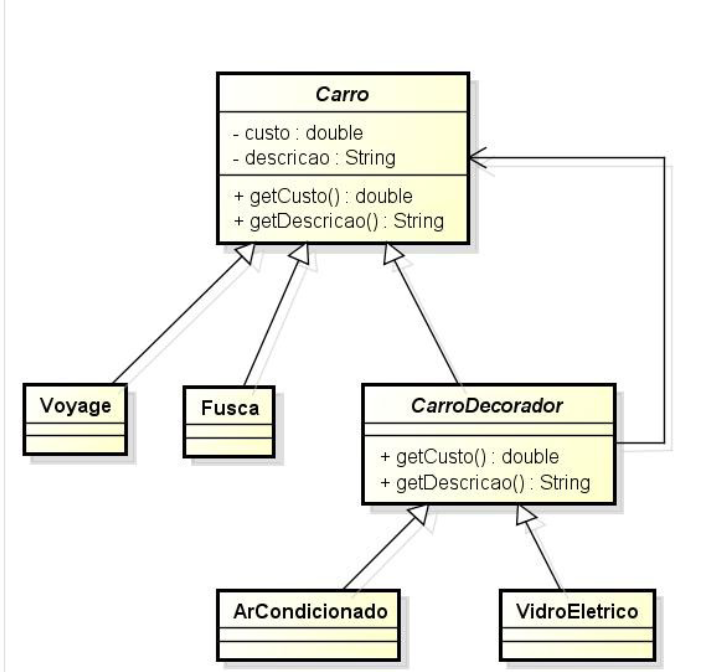 Carro
- custo : double
- descricao : String
+ getCusto() : double
+ getDescricao() : String
Voyage
Fusca
CarroDecorador
+ getCusto() : double
+ getDescricao() : String
ArCondicionado
VidroEletrico